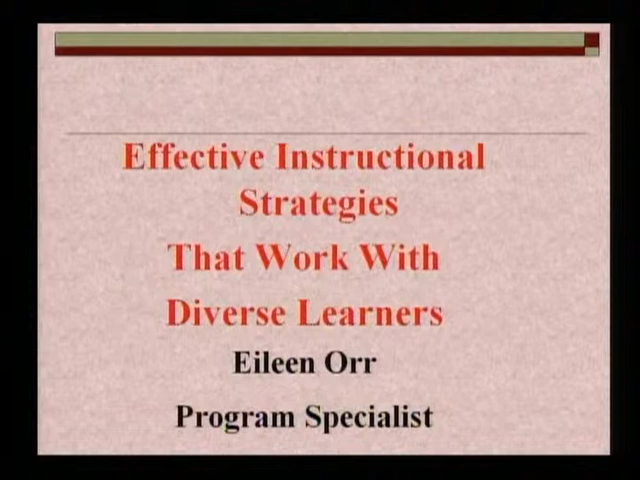 Effective Instructional
Strategies
That Work With
Diverse Learners
Eileen Orr
Program Specialist